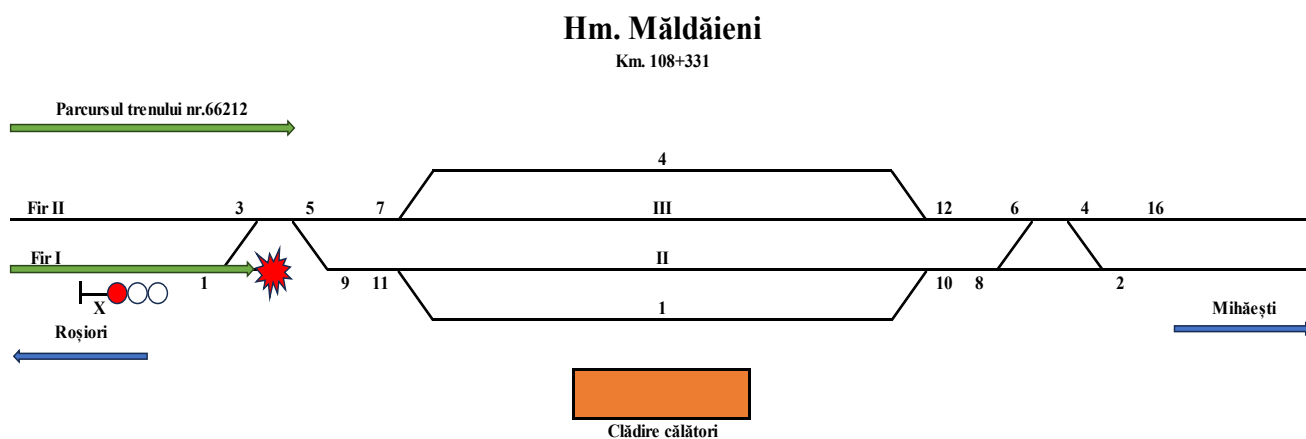 Hm. Măldăieni
Km. 108+331
Parcursul trenului nr.66212
4
Fir II 3 5 7 III 12 6 4 16
Fir I II
1 9 11 10 8 2
X 1 Mihăești
Roșiori
Clădire călători